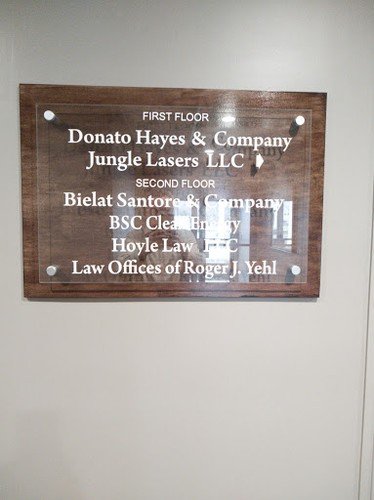 FIRST FLOOR
Donato Hayes & Company
Jungle Lasers LLC
SECOND FLOOR
Bielat Santore & Company
BSC Clean Energy
Hoyle Law LLC
Law Offices of Roger J. Yehl